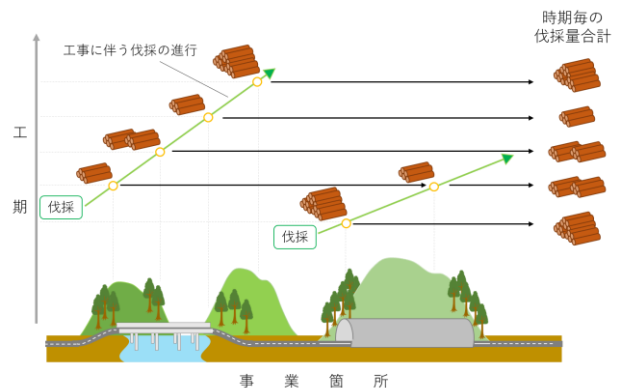 時期毎の
伐採量合計
工事に伴う伐採の進行
工期
伐採
伐採
事業箇所